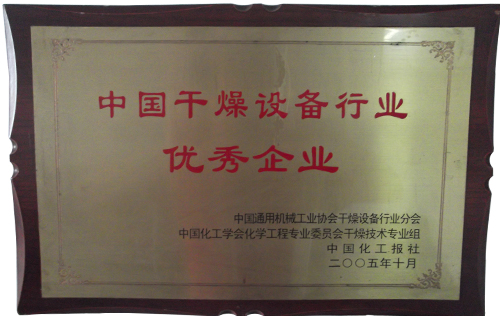 中国干燥设备行业
优秀企业
中国通用机械工业协会干燥设备行业分会
中国化工学会化学工程专业委员会干燥技术专业组
中国化工报社
二〇〇五年十月